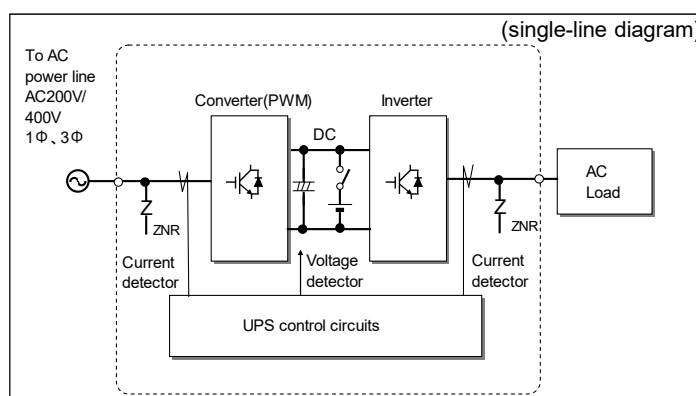 (single-line diagram)
To AC
power line
AC200V/
400V
1Φ、3Φ
Converter(PWM)
Inverter
DC
AC
Load
ZNR
ZNR
Current
detector
Voltage
detector
Current
detector
UPS control circuits